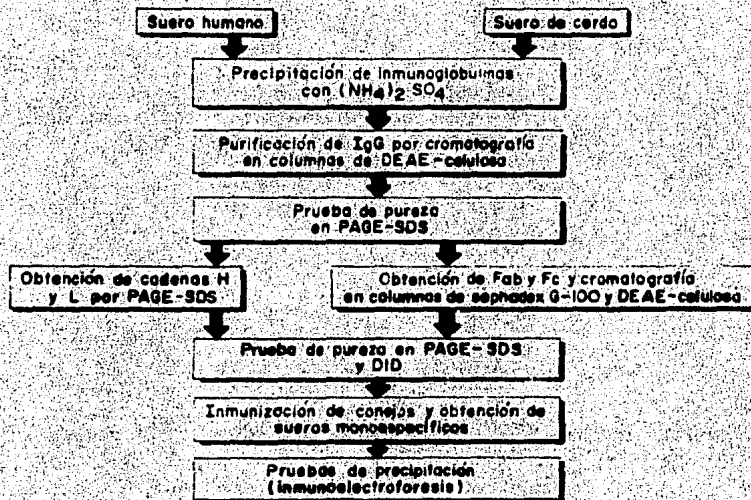 Suero humano
Suero de cerdo
Precipitación de inmunoglobulinas
con (NH4)2 SO4
Purificación de IgG por cromatografía
en columnas de DEAE-celulosa
Prueba de pureza
en PAGE-SDS
Obtención de cadenas H
y L por PAGE-SDS
Obtención de Fab y Fc y cromatografía
en columnas de sephadex G-100 y DEAE-celulosa
Prueba de pureza en PAGE-SDS
y DID
Inmunización de conejos y obtención de
sueros monoespecíficos
Pruebas de precipitación
(inmunoelectroforesis)